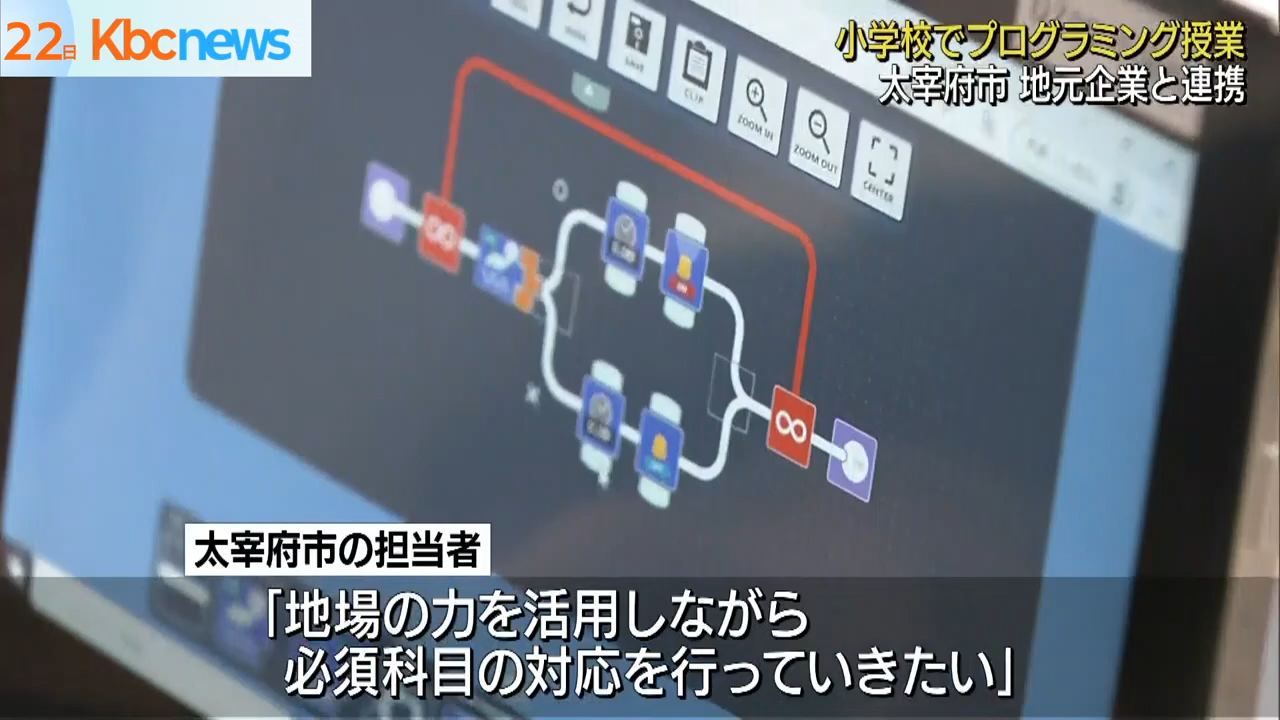 22日 Kbcnews
小学校でプログラミング授業
太宰府市 地元企業と連携
SAVE
CLIP
ZOOM IN
ZOOM OUT
CENTER
太宰府市の担当者
「地場の力を活用しながら
必須科目の対応を行っていきたい」